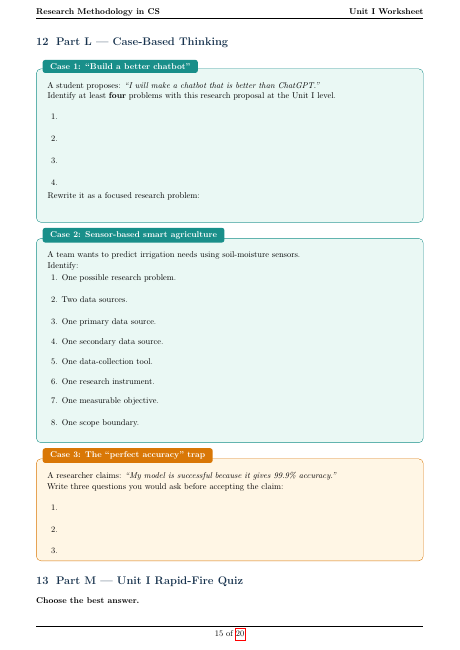 Research Methodology in CS Unit I Worksheet
12 Part L — Case-Based Thinking
Case 1: “Build a better chatbot”
A student proposes: “I will make a chatbot that is better than ChatGPT.”
Identify at least four problems with this research proposal at the Unit I level.
1.
2.
3.
4.
Rewrite it as a focused research problem:
Case 2: Sensor-based smart agriculture
A team wants to predict irrigation needs using soil-moisture sensors.
Identify:
1. One possible research problem.
2. Two data sources.
3. One primary data source.
4. One secondary data source.
5. One data-collection tool.
6. One research instrument.
7. One measurable objective.
8. One scope boundary.
Case 3: The “perfect accuracy” trap
A researcher claims: “My model is successful because it gives 99.9% accuracy.”
Write three questions you would ask before accepting the claim:
1.
2.
3.
13 Part M — Unit I Rapid-Fire Quiz
Choose the best answer.
15 of 20